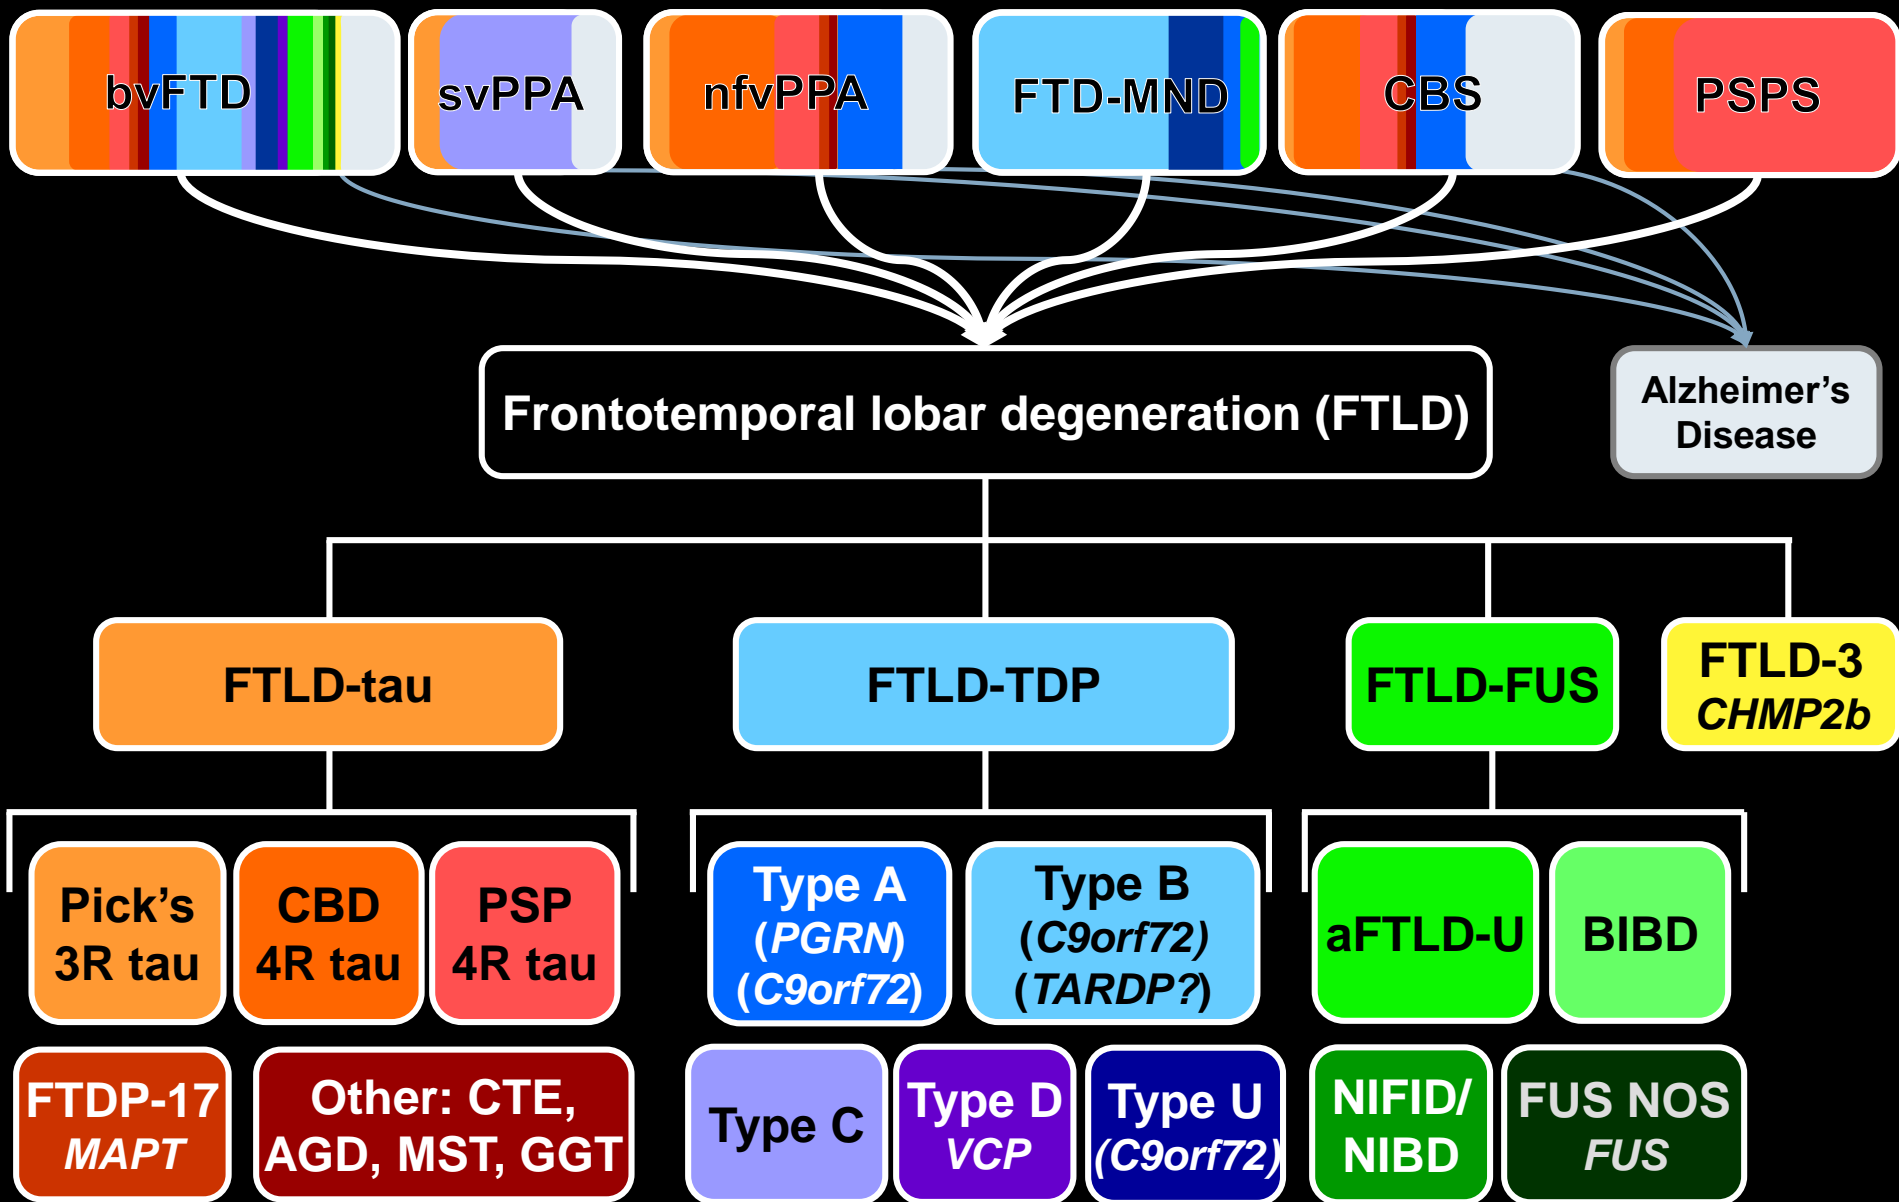 bvFTD
svPPA
nfvPPA
FTD-MND
CBS
PSPS
Frontotemporal lobar degeneration (FTLD)
Alzheimer’s
Disease
FTLD-tau
FTLD-TDP
FTLD-FUS
FTLD-3
CHMP2b
Pick’s
3R tau
CBD
4R tau
PSP
4R tau
Type A
(PGRN)
(C9orf72)
Type B
(C9orf72)
(TARDP?)
aFTLD-U
BIBD
FTDP-17
MAPT
Other: CTE,
AGD, MST, GGT
Type C
Type D
VCP
Type U
(C9orf72)
NIFID/
NIBD
FUS NOS
FUS